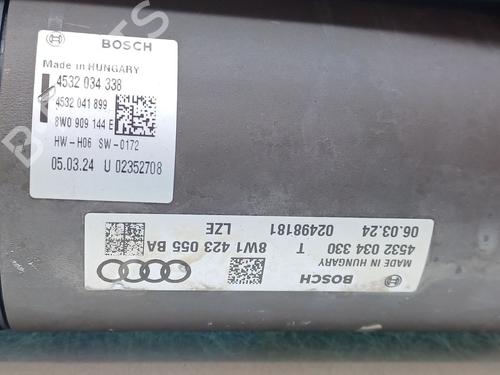 BOSCH
Made in HUNGARY
4532 034 338
4532 041 899
8W0 909 144 E
HW-H06 SW-0172
05.03.24 U 02352708
BOSCH
MADE IN HUNGARY
4532 034 330 T 8W1 423 055 BA
06.03.24 02498181 LZE